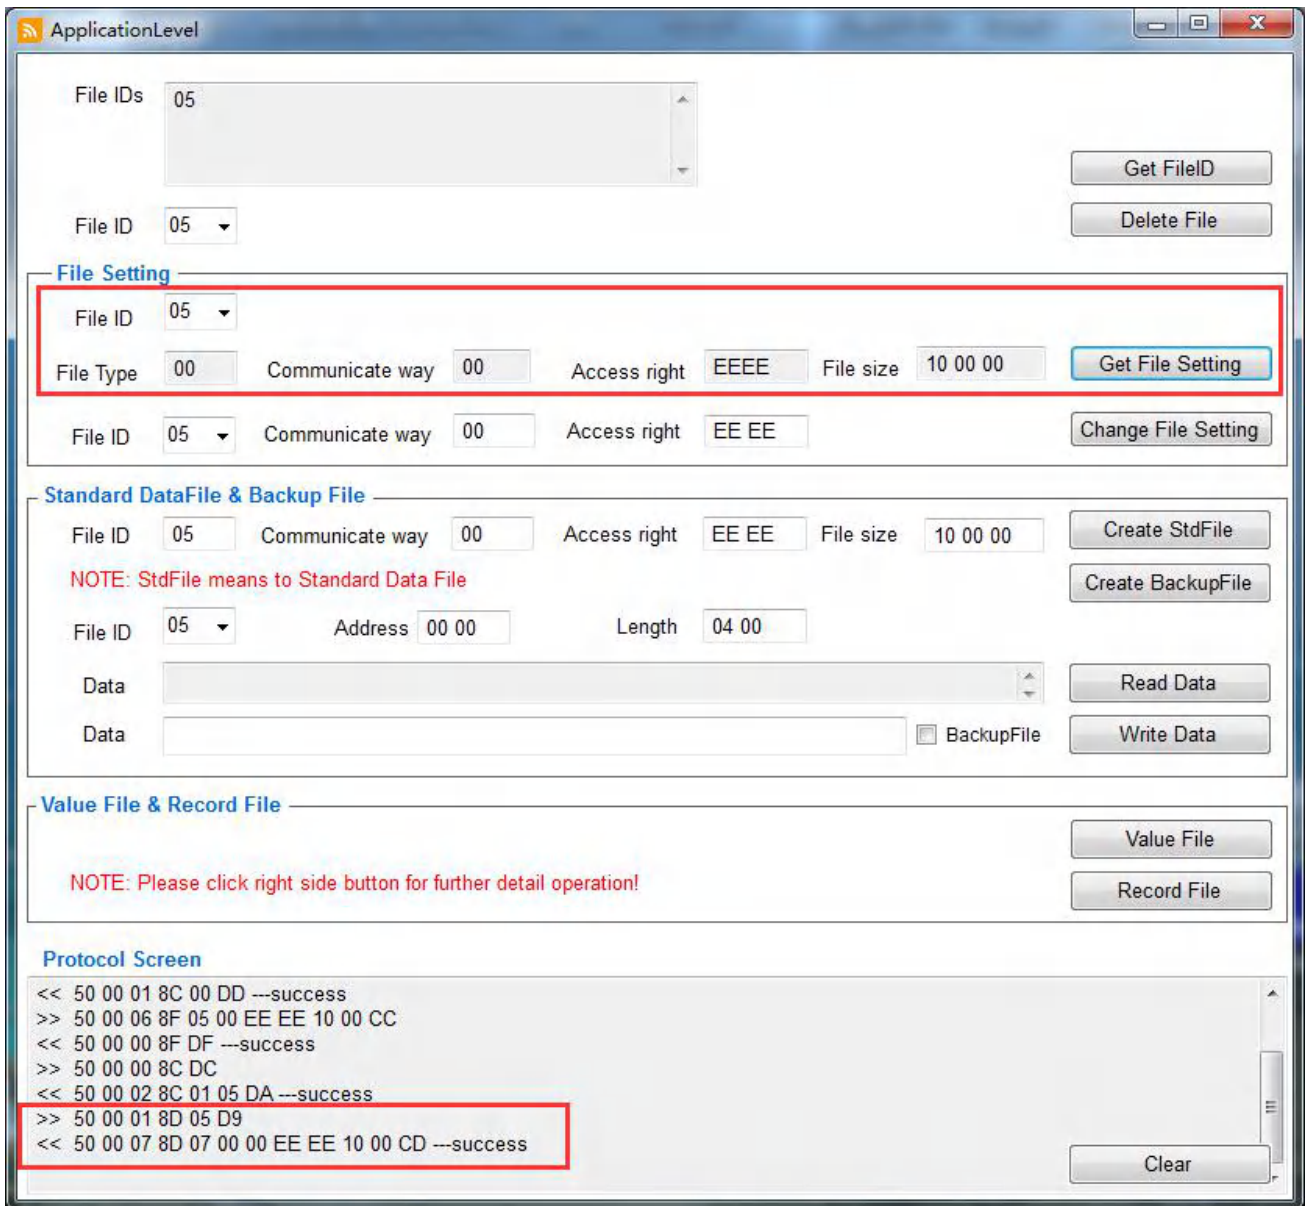 ApplicationLevel
File IDs 05
Get FileID
File ID 05 Delete File
File Setting
File ID 05
File Type 00 Communicate way 00 Access right EEEE File size 10 00 00 Get File Setting
File ID 05 Communicate way 00 Access right EE EE Change File Setting
Standard DataFile & Backup File
File ID 05 Communicate way 00 Access right EE EE File size 10 00 00 Create StdFile
NOTE: StdFile means to Standard Data File Create BackupFile
File ID 05 Address 00 00 Length 04 00
Data Read Data
Data BackupFile Write Data
Value File & Record File
Value File
NOTE: Please click right side button for further detail operation! Record File
Protocol Screen
<< 50 00 01 8C 00 DD ---success
>> 50 00 06 8F 05 00 EE EE 10 00 CC
<< 50 00 00 8F DF ---success
>> 50 00 00 8C DC
<< 50 00 02 8C 01 05 DA ---success
>> 50 00 01 8D 05 D9
<< 50 00 07 8D 07 00 00 EE EE 10 00 CD ---success
Clear